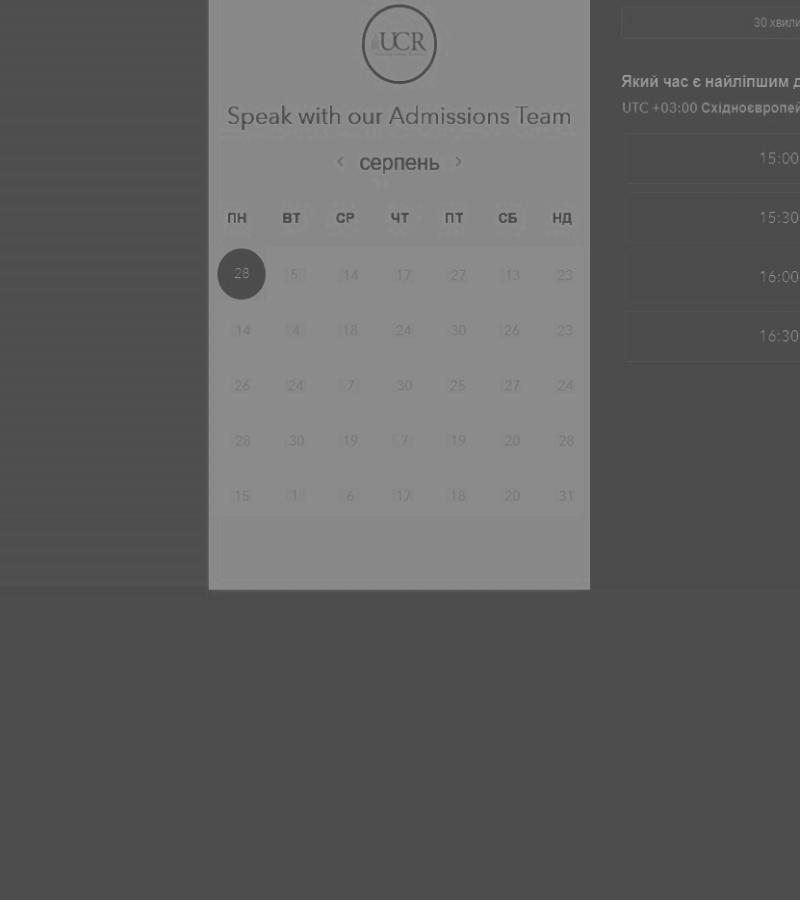 UCR
Speak with our Admissions Team
‹ серпень ›
ПН ВТ СР ЧТ ПТ СБ НД
28 5 14 17 27 13 23
14 4 18 24 30 26 23
26 24 7 30 25 27 24
28 30 19 7 19 20 28
15 1 6 17 18 20 31
30 хвили
Який час є найліпшим д
UTC +03:00 Східноєвропей
15:00
15:30
16:00
16:30